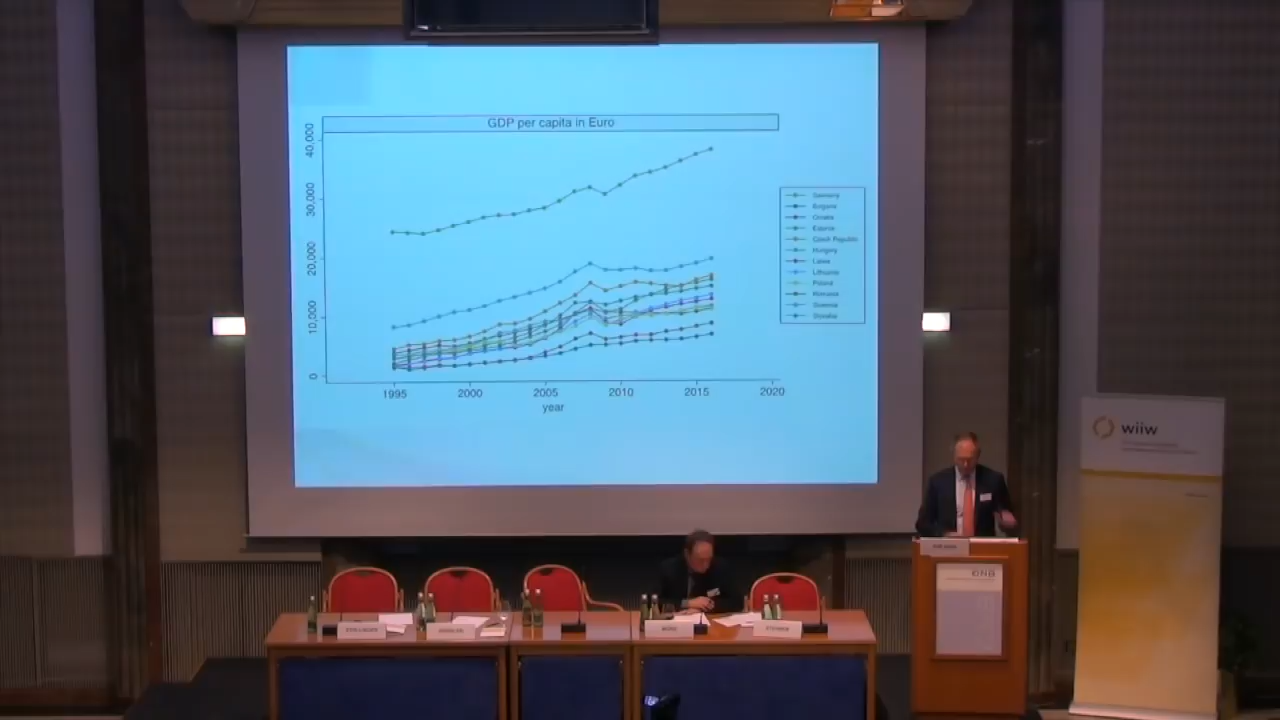 GDP per capita in Euro
40,000
30,000
20,000
10,000
0
1995
2000
2005
2010
2015
2020
year
Germany
Bulgaria
Croatia
Estonia
Czech Republic
Hungary
Latvia
Lithuania
Poland
Romania
Slovenia
Slovakia
wiiw